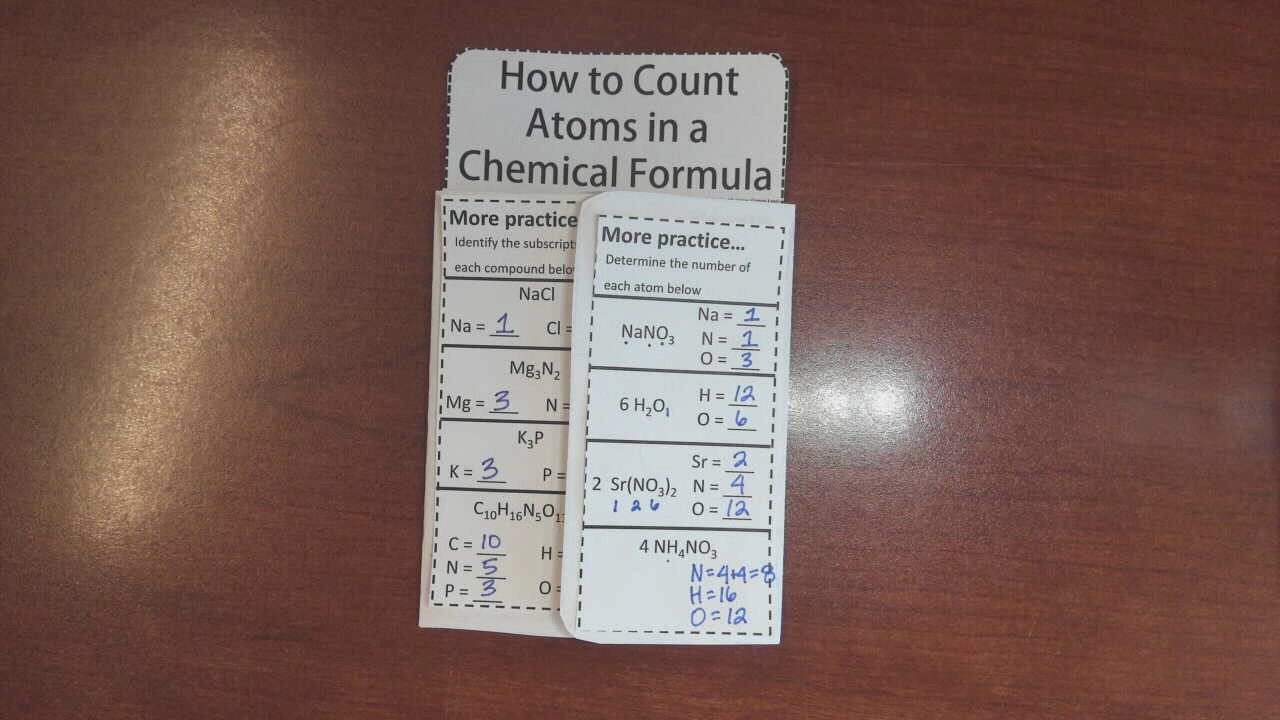 How to Count
Atoms in a
Chemical Formula
More practice
Identify the subscript
each compound belo
NaCl
Na = 1 Cl =
Mg₃N₂
Mg = 3 N =
K₃P
K = 3 P =
C₁₀H₁₆N₅O₁₃
C = 10 H =
N = 5
P = 3 O =
More practice...
Determine the number of
each atom below
NaNO₃
Na = 1
N = 1
O = 3
6 H₂O₁
H = 12
O = 6
2 Sr(NO₃)₂
1 2 6
Sr = 2
N = 4
O = 12
4 NH₄NO₃
N = 4+4 = 8
H = 16
O = 12